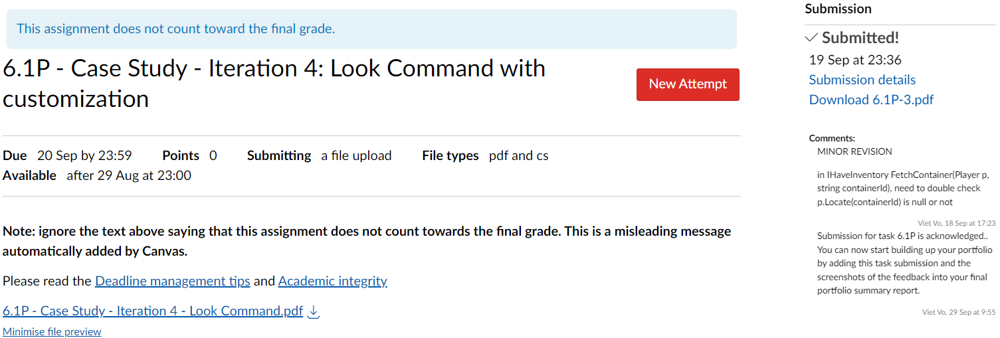 This assignment does not count toward the final grade.
6.1P - Case Study - Iteration 4: Look Command with
customization
New Attempt
Due 20 Sep by 23:59 Points 0 Submitting a file upload File types pdf and cs
Available after 29 Aug at 23:00
Note: ignore the text above saying that this assignment does not count towards the final grade. This is a misleading message
automatically added by Canvas.
Please read the Deadline management tips and Academic integrity
6.1P - Case Study - Iteration 4 - Look Command.pdf
Minimise file preview
Submission
Submitted!
19 Sep at 23:36
Submission details
Download 6.1P-3.pdf
Comments:
MINOR REVISION
in IHaveInventory FetchContainer(Player p,
string containerId), need to double check
p.Locate(containerId) is null or not
Viet Vo, 18 Sep at 17:23
Submission for task 6.1P is acknowledged..
You can now start building up your portfolio
by adding this task submission and the
screenshots of the feedback into your final
portfolio summary report.
Viet Vo, 29 Sep at 9:55